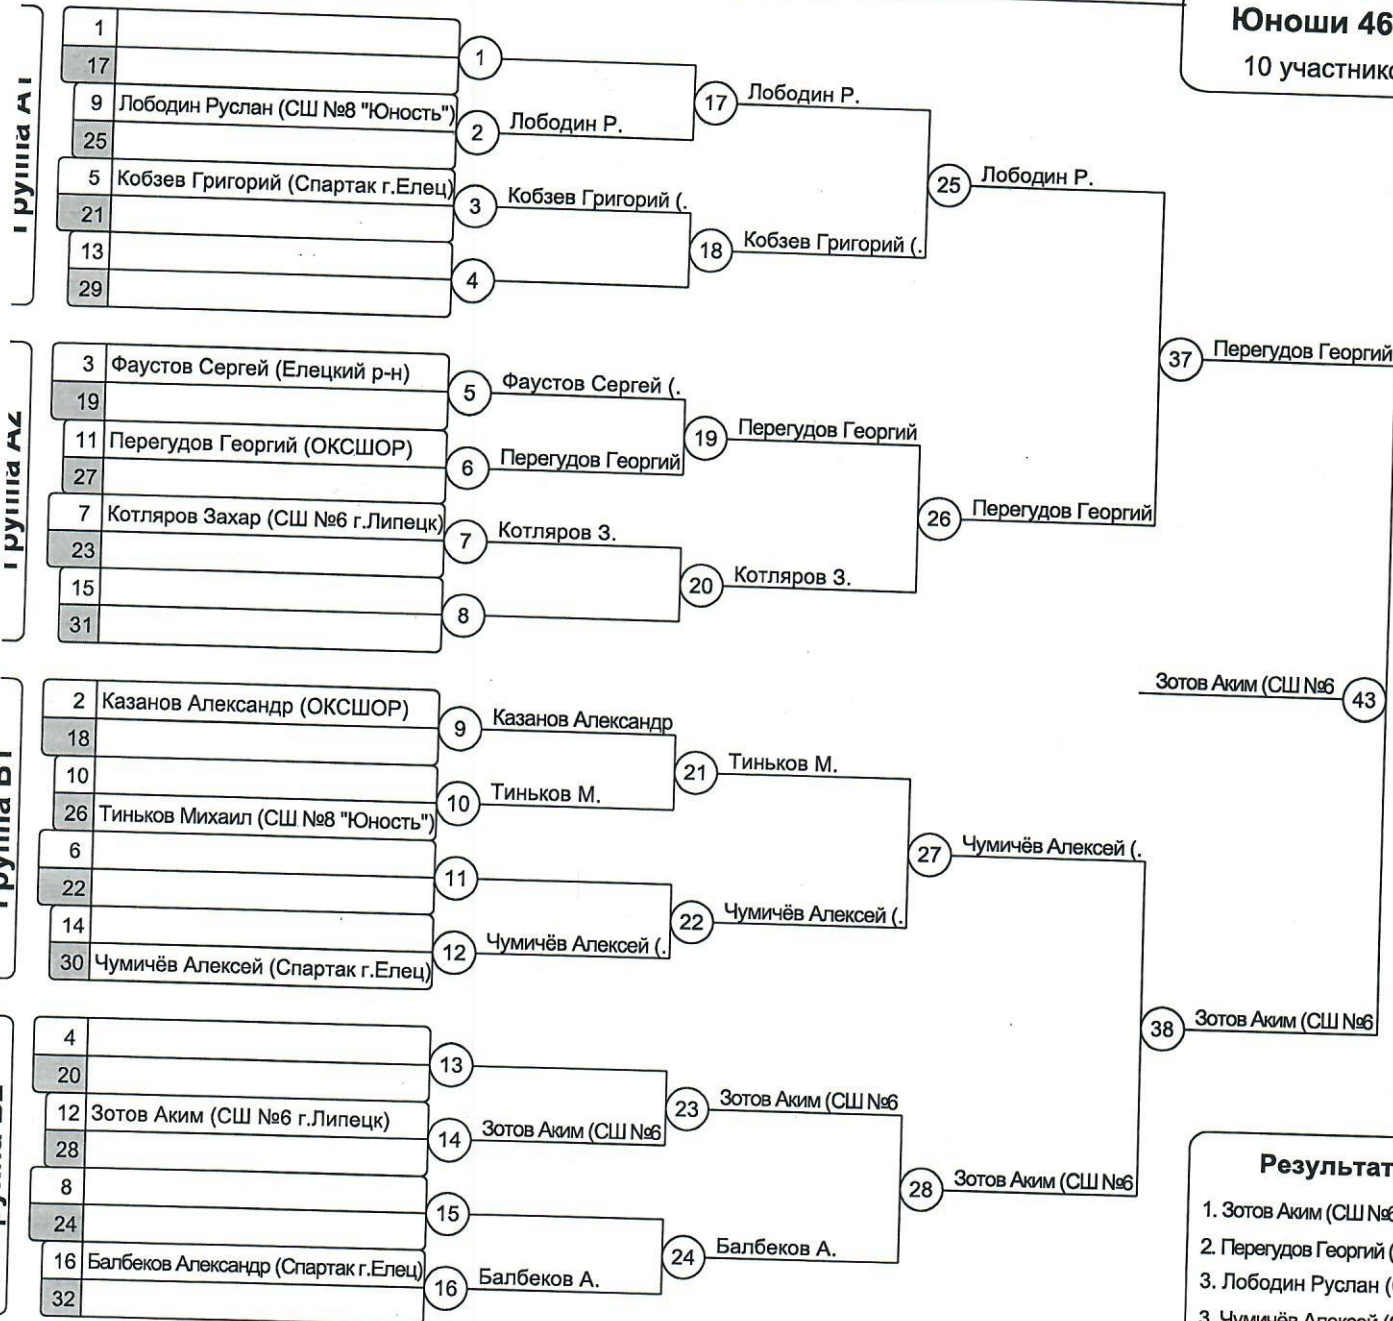 Юноши 46
10 участнико
Группа А1
1
17
9 Лободин Руслан (СШ №8 "Юность")
25
5 Кобзев Григорий (Спартак г.Елец)
21
13
29
1
2 Лободин Р.
3 Кобзев Григорий (.
4
17 Лободин Р.
18 Кобзев Григорий (.
25 Лободин Р.
Группа А2
3 Фаустов Сергей (Елецкий р-н)
19
11 Перегудов Георгий (ОКСШОР)
27
7 Котляров Захар (СШ №6 г.Липецк)
23
15
31
5 Фаустов Сергей (.
6 Перегудов Георгий
7 Котляров З.
8
19 Перегудов Георгий
20 Котляров З.
26 Перегудов Георгий
37 Перегудов Георгий
Зотов Аким (СШ №6 43
2 Казанов Александр (ОКСШОР)
18
10
26 Тиньков Михаил (СШ №8 "Юность")
6
22
14
30 Чумичёв Алексей (Спартак г.Елец)
9 Казанов Александр
10 Тиньков М.
11
12 Чумичёв Алексей (.
21 Тиньков М.
22 Чумичёв Алексей (.
27 Чумичёв Алексей (.
4
20
12 Зотов Аким (СШ №6 г.Липецк)
28
8
24
16 Балбеков Александр (Спартак г.Елец)
32
13
14 Зотов Аким (СШ №6
15
16 Балбеков А.
23 Зотов Аким (СШ №6
24 Балбеков А.
28 Зотов Аким (СШ №6
38 Зотов Аким (СШ №6
Результат
1. Зотов Аким (СШ №6
2. Перегудов Георгий (
3. Лободин Руслан (
3. Чумичёв Алексей (